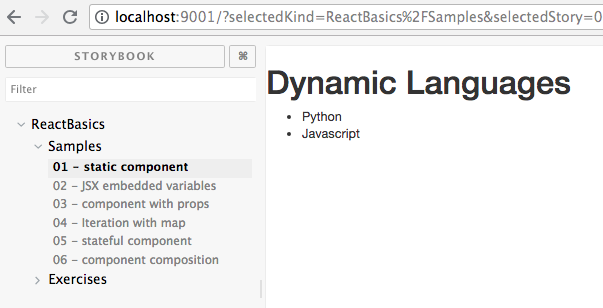 localhost:9001/?selectedKind=ReactBasics%2FSamples&selectedStory=0
STORYBOOK
⌘
Filter
ReactBasics
Samples
01 - static component
02 - JSX embedded variables
03 - component with props
04 - Iteration with map
05 - stateful component
06 - component composition
Exercises
Dynamic Languages
Python
Javascript